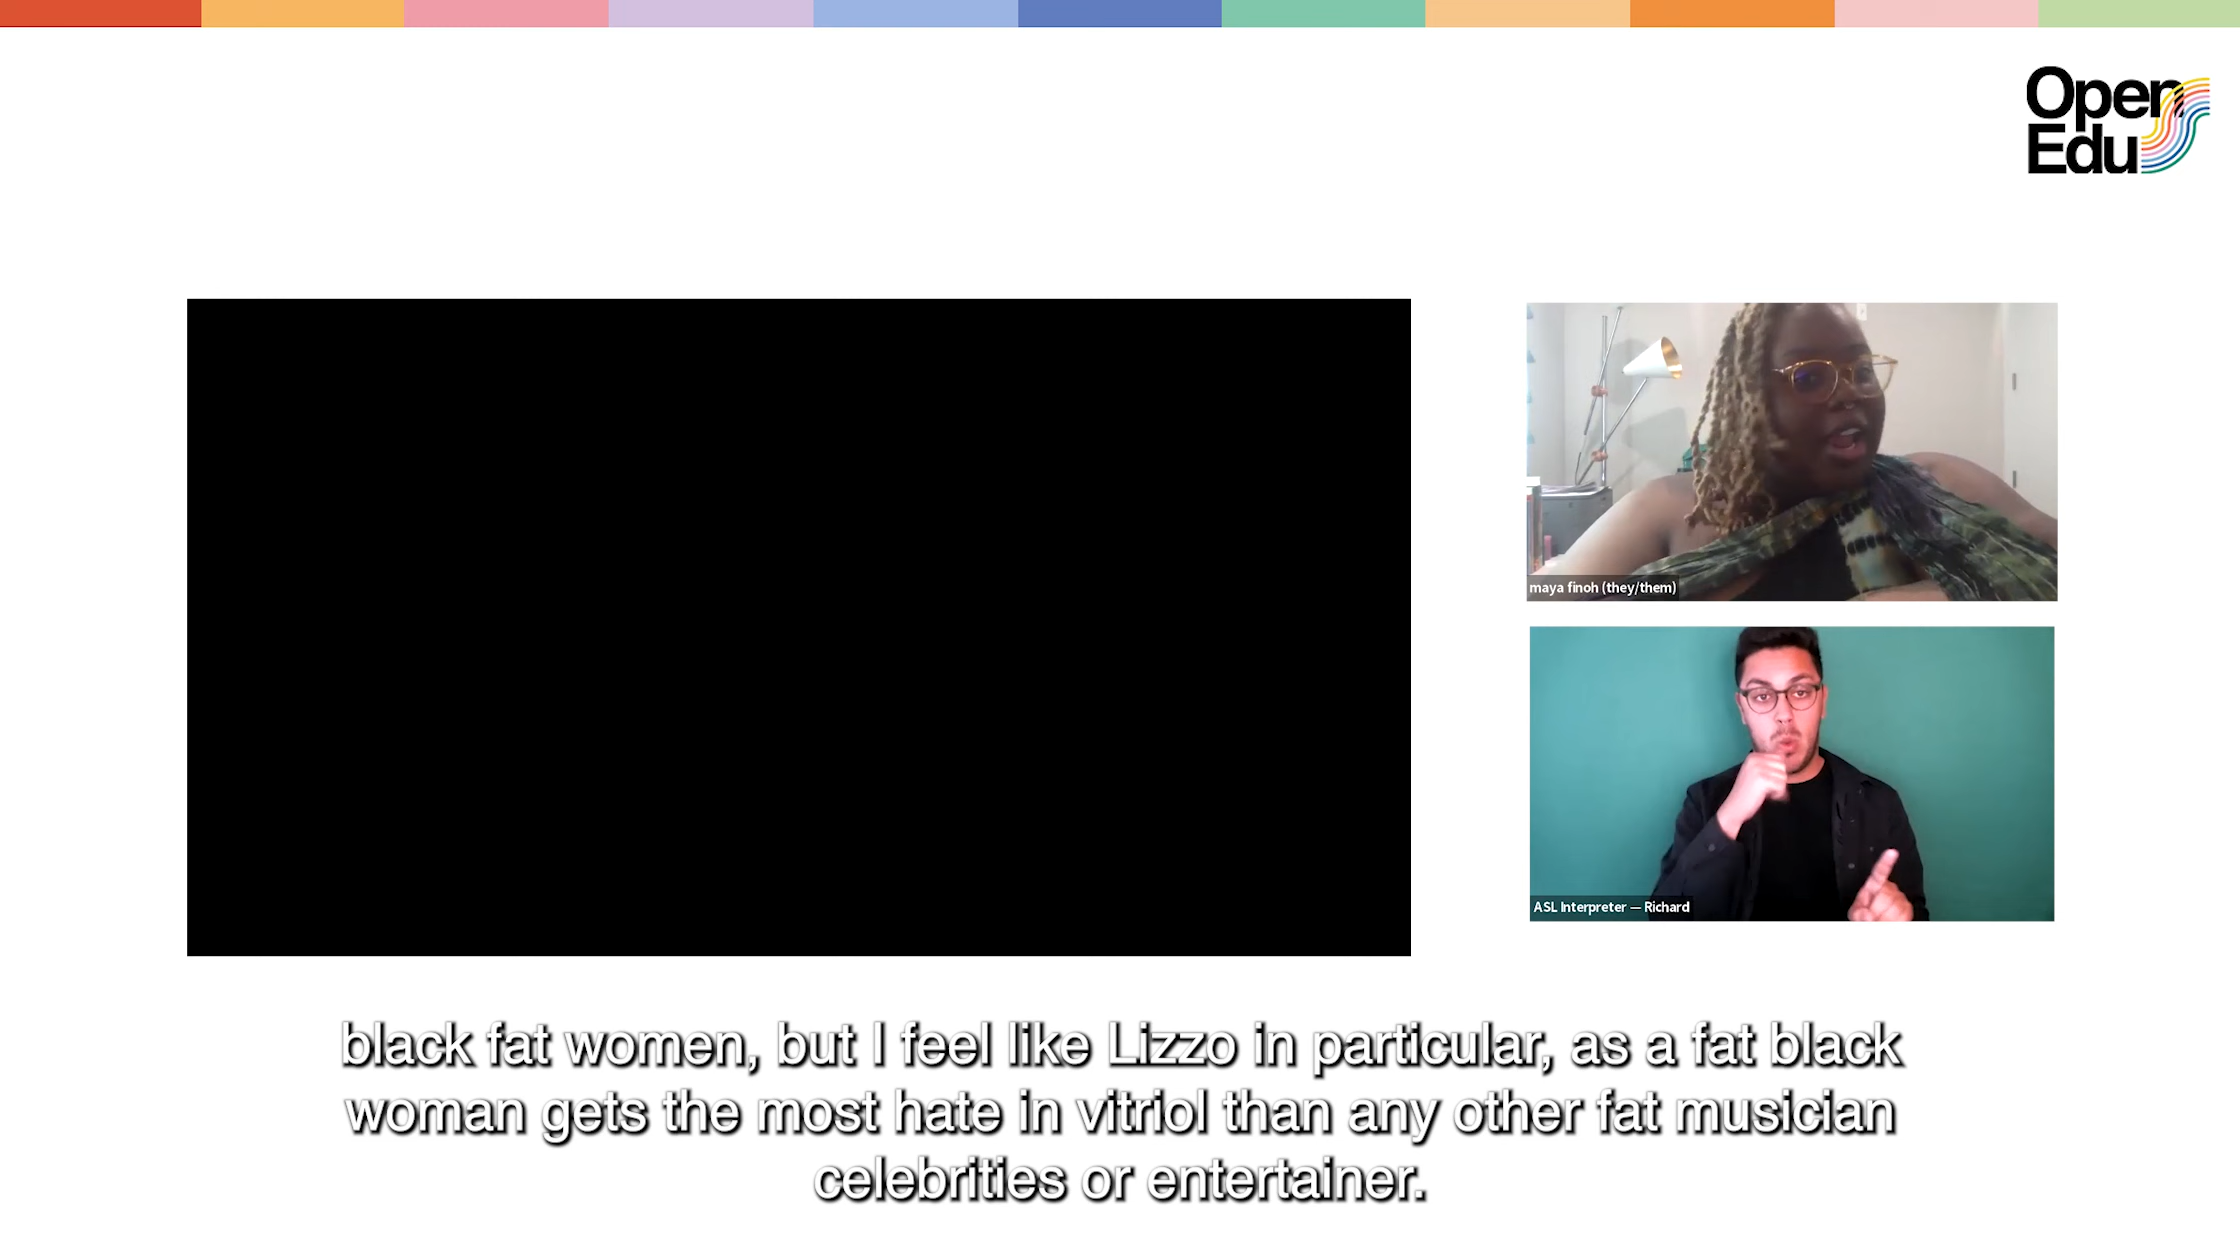 Open
Edu
maya finoh (they/them)
ASL Interpreter — Richard
black fat women, but I feel like Lizzo in particular, as a fat black
woman gets the most hate in vitriol than any other fat musician
celebrities or entertainer.